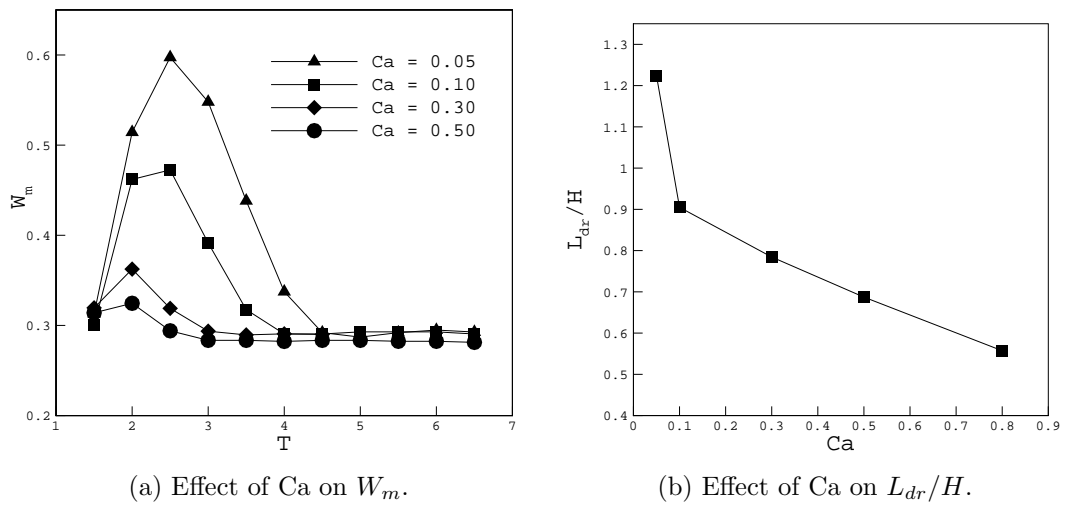 0.6
0.5
0.4
0.3
0.2
W_m
1 2 3 4 5 6 7
T
Ca = 0.05
Ca = 0.10
Ca = 0.30
Ca = 0.50
(a) Effect of Ca on W_m.
1.3
1.2
1.1
1
0.9
0.8
0.7
0.6
0.5
0.4
L_dr/H
0 0.1 0.2 0.3 0.4 0.5 0.6 0.7 0.8 0.9
Ca
(b) Effect of Ca on L_dr/H.